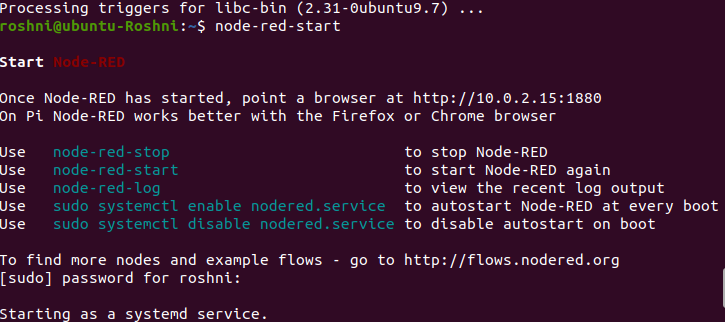 Processing triggers for libc-bin (2.31-0ubuntu9.7) ...
roshni@ubuntu-Roshni:~$ node-red-start
Start Node-RED
Once Node-RED has started, point a browser at http://10.0.2.15:1880
On Pi Node-RED works better with the Firefox or Chrome browser
Use node-red-stop to stop Node-RED
Use node-red-start to start Node-RED again
Use node-red-log to view the recent log output
Use sudo systemctl enable nodered.service to autostart Node-RED at every boot
Use sudo systemctl disable nodered.service to disable autostart on boot
To find more nodes and example flows - go to http://flows.nodered.org
[sudo] password for roshni:
Starting as a systemd service.